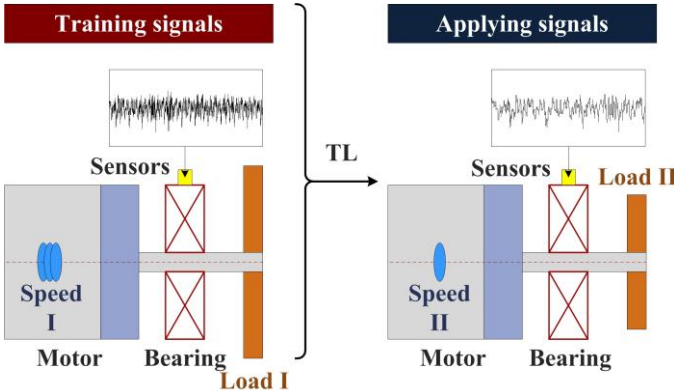 Training signals
Applying signals
TL
Sensors
Sensors
Load II
Speed
I
Speed
II
Motor
Bearing
Load I
Motor
Bearing